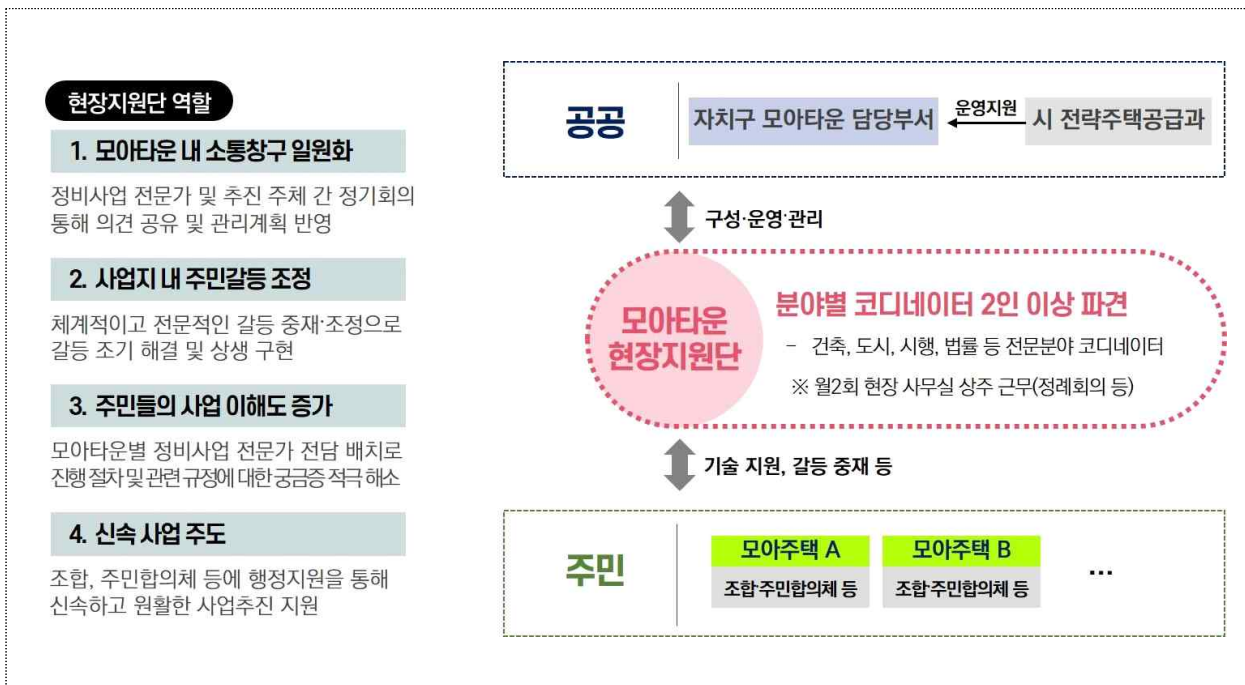 현장지원단 역할
1. 모아타운 내 소통창구 일원화
정비사업 전문가 및 추진 주체 간 정기회의
통해 의견 공유 및 관리계획 반영
2. 사업지 내 주민갈등 조정
체계적이고 전문적인 갈등 중재·조정으로
갈등 조기 해결 및 상생 구현
3. 주민들의 사업 이해도 증가
모아타운별 정비사업 전문가 전담 배치로
진행 절차 및 관련 규정에 대한 궁금증 적극 해소
4. 신속 사업 주도
조합, 주민합의체 등에 행정지원을 통해
신속하고 원활한 사업추진 지원
공공
자치구 모아타운 담당부서
운영지원
시 전략주택공급과
구성·운영·관리
모아타운
현장지원단
분야별 코디네이터 2인 이상 파견
- 건축, 도시, 시행, 법률 등 전문분야 코디네이터
※ 월2회 현장 사무실 상주 근무(정례회의 등)
기술 지원, 갈등 중재 등
주민
모아주택 A
조합·주민합의체 등
모아주택 B
조합·주민합의체 등
...